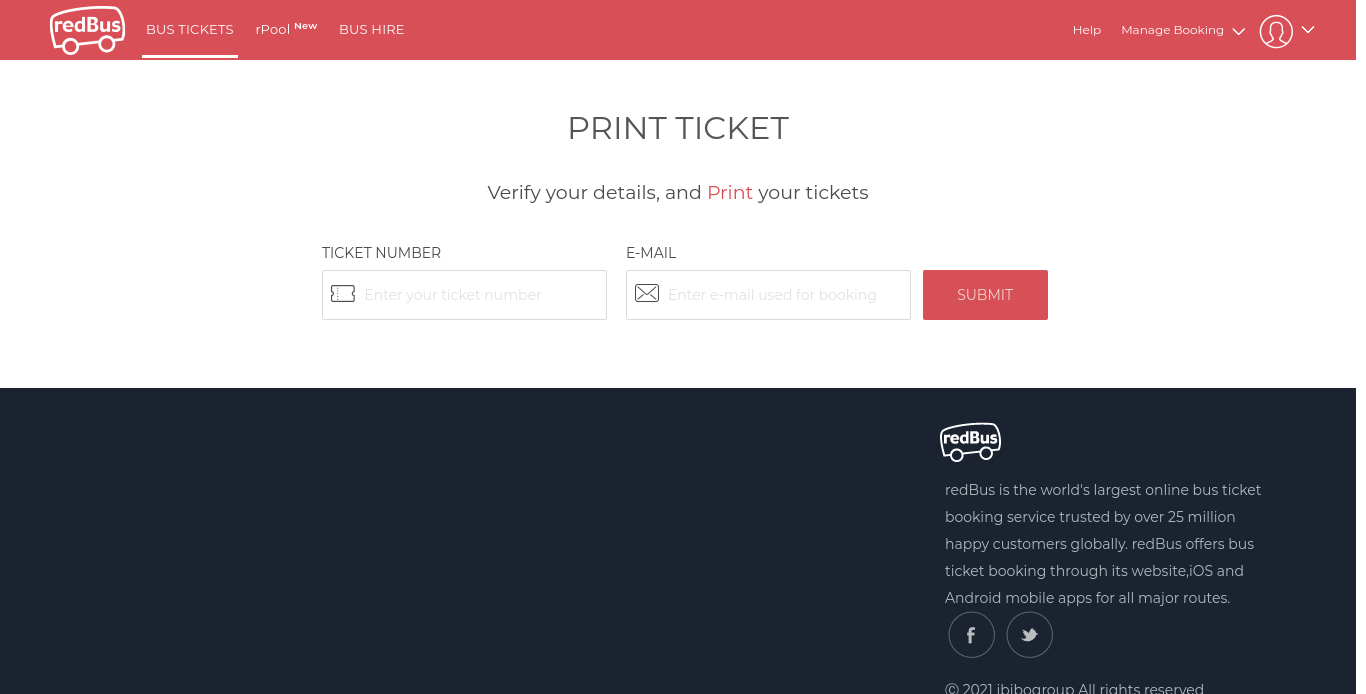 redBus
BUS TICKETS
rPool New
BUS HIRE
Help
Manage Booking
PRINT TICKET
Verify your details, and Print your tickets
TICKET NUMBER
E-MAIL
Enter your ticket number
Enter e-mail used for booking
SUBMIT
redBus
redBus is the world's largest online bus ticket
booking service trusted by over 25 million
happy customers globally. redBus offers bus
ticket booking through its website,iOS and
Android mobile apps for all major routes.
© 2021 ibibogroup All rights reserved